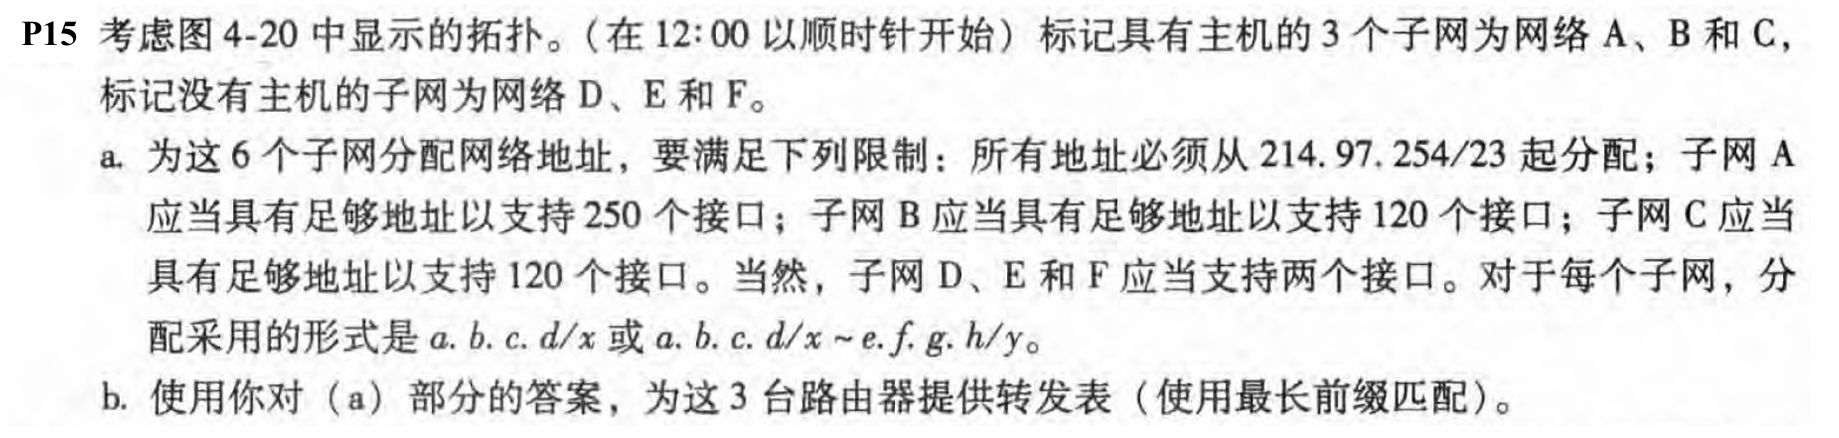 P15 考虑图 4-20 中显示的拓扑。（在 12:00 以顺时针开始）标记具有主机的 3 个子网为网络 A、B 和 C，
标记没有主机的子网为网络 D、E 和 F。
a. 为这 6 个子网分配网络地址，要满足下列限制：所有地址必须从 214.97.254/23 起分配；子网 A
应当具有足够地址以支持 250 个接口；子网 B 应当具有足够地址以支持 120 个接口；子网 C 应当
具有足够地址以支持 120 个接口。当然，子网 D、E 和 F 应当支持两个接口。对于每个子网，分
配采用的形式是 a.b.c.d/x 或 a.b.c.d/x ~ e.f.g.h/y。
b. 使用你对（a）部分的答案，为这 3 台路由器提供转发表（使用最长前缀匹配）。